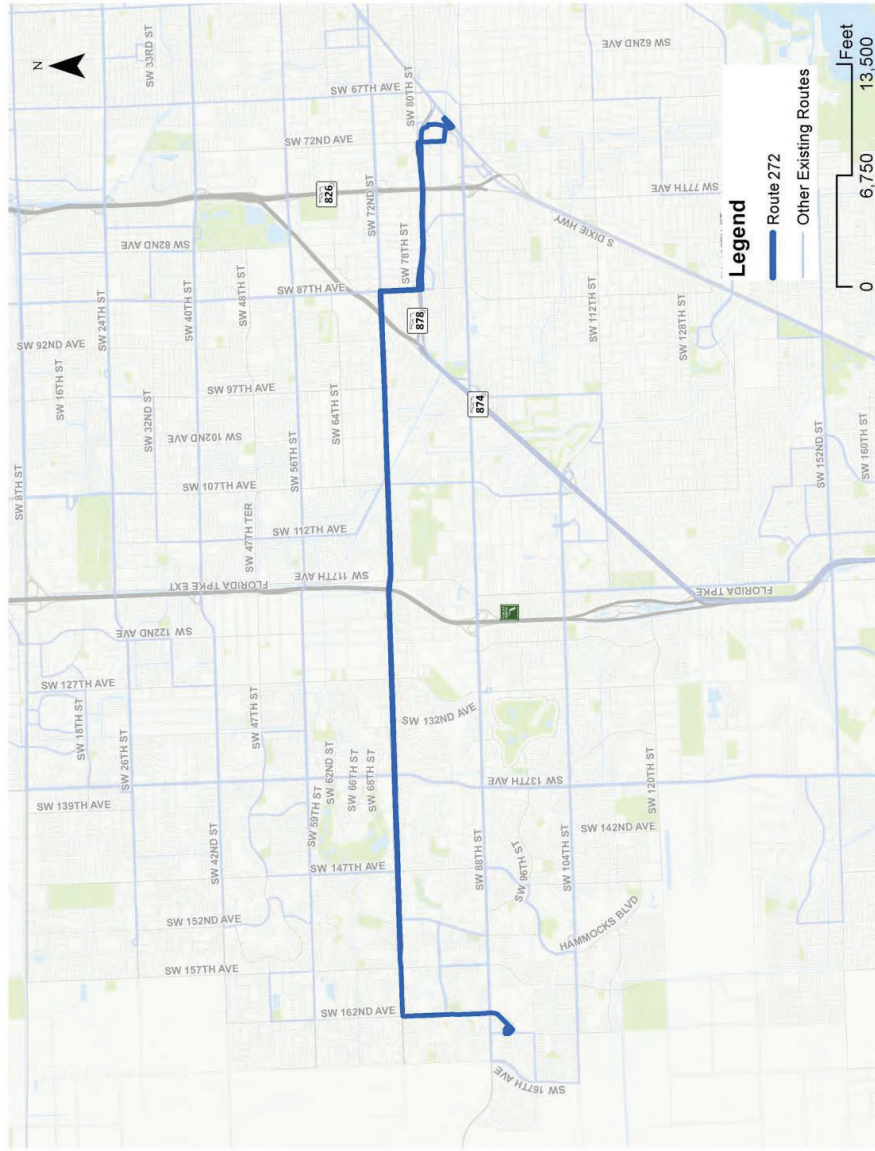 N
SW 8TH ST
SW 16TH ST
SW 18TH ST
SW 24TH ST
SW 26TH ST
SW 32ND ST
SW 33RD ST
SW 40TH ST
SW 42ND ST
SW 47TH ST
SW 47TH TER
SW 48TH ST
SW 56TH ST
SW 59TH ST
SW 62ND ST
SW 64TH ST
SW 66TH ST
SW 68TH ST
SW 72ND ST
SW 78TH ST
SW 80TH ST
SW 88TH ST
SW 96TH ST
SW 104TH ST
SW 112TH ST
SW 120TH ST
SW 128TH ST
SW 152ND ST
SW 160TH ST
SW 167TH AVE
SW 162ND AVE
SW 157TH AVE
SW 152ND AVE
SW 147TH AVE
SW 142ND AVE
SW 139TH AVE
SW 137TH AVE
SW 132ND AVE
SW 127TH AVE
SW 122ND AVE
SW 117TH AVE
FLORIDA TPKE EXT
FLORIDA TPKE
SW 112TH AVE
SW 107TH AVE
SW 102ND AVE
SW 97TH AVE
SW 92ND AVE
SW 87TH AVE
SW 82ND AVE
SW 77TH AVE
SW 72ND AVE
SW 67TH AVE
SW 62ND AVE
HAMMOCKS BLVD
S DIXIE HWY
826
878
874
Legend
Route 272
Other Existing Routes
Feet
0 6,750 13,500